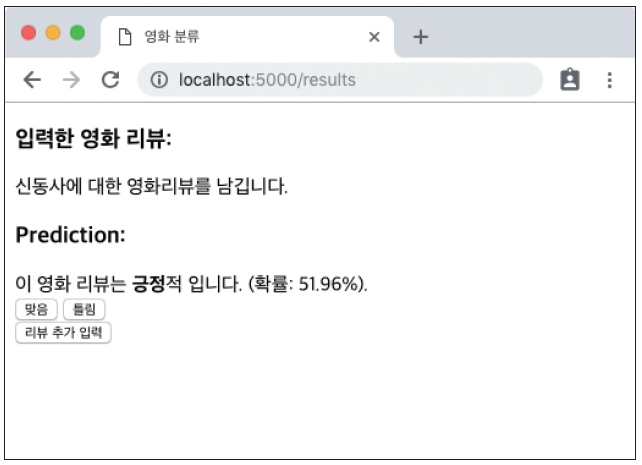 영화 분류
localhost:5000/results
입력한 영화 리뷰:
신동사에 대한 영화리뷰를 남깁니다.
Prediction:
이 영화 리뷰는 긍정적 입니다. (확률: 51.96%).
맞음 틀림
리뷰 추가 입력